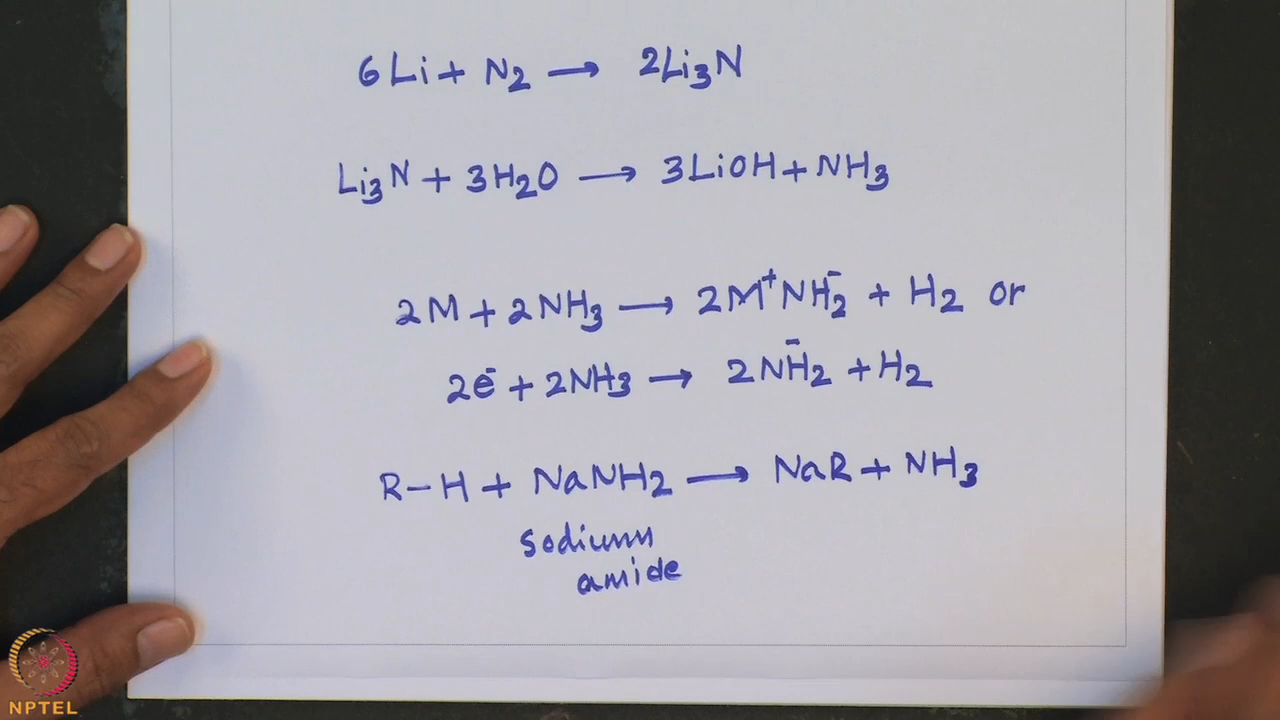 6Li + N₂ ⟶ 2Li₃N
Li₃N + 3H₂O ⟶ 3LiOH + NH₃
2M + 2NH₃ ⟶ 2M⁺NH₂⁻ + H₂ or
2e⁻ + 2NH₃ ⟶ 2NH₂⁻ + H₂
R–H + NaNH₂ ⟶ NaR + NH₃
sodium
amide
NPTEL